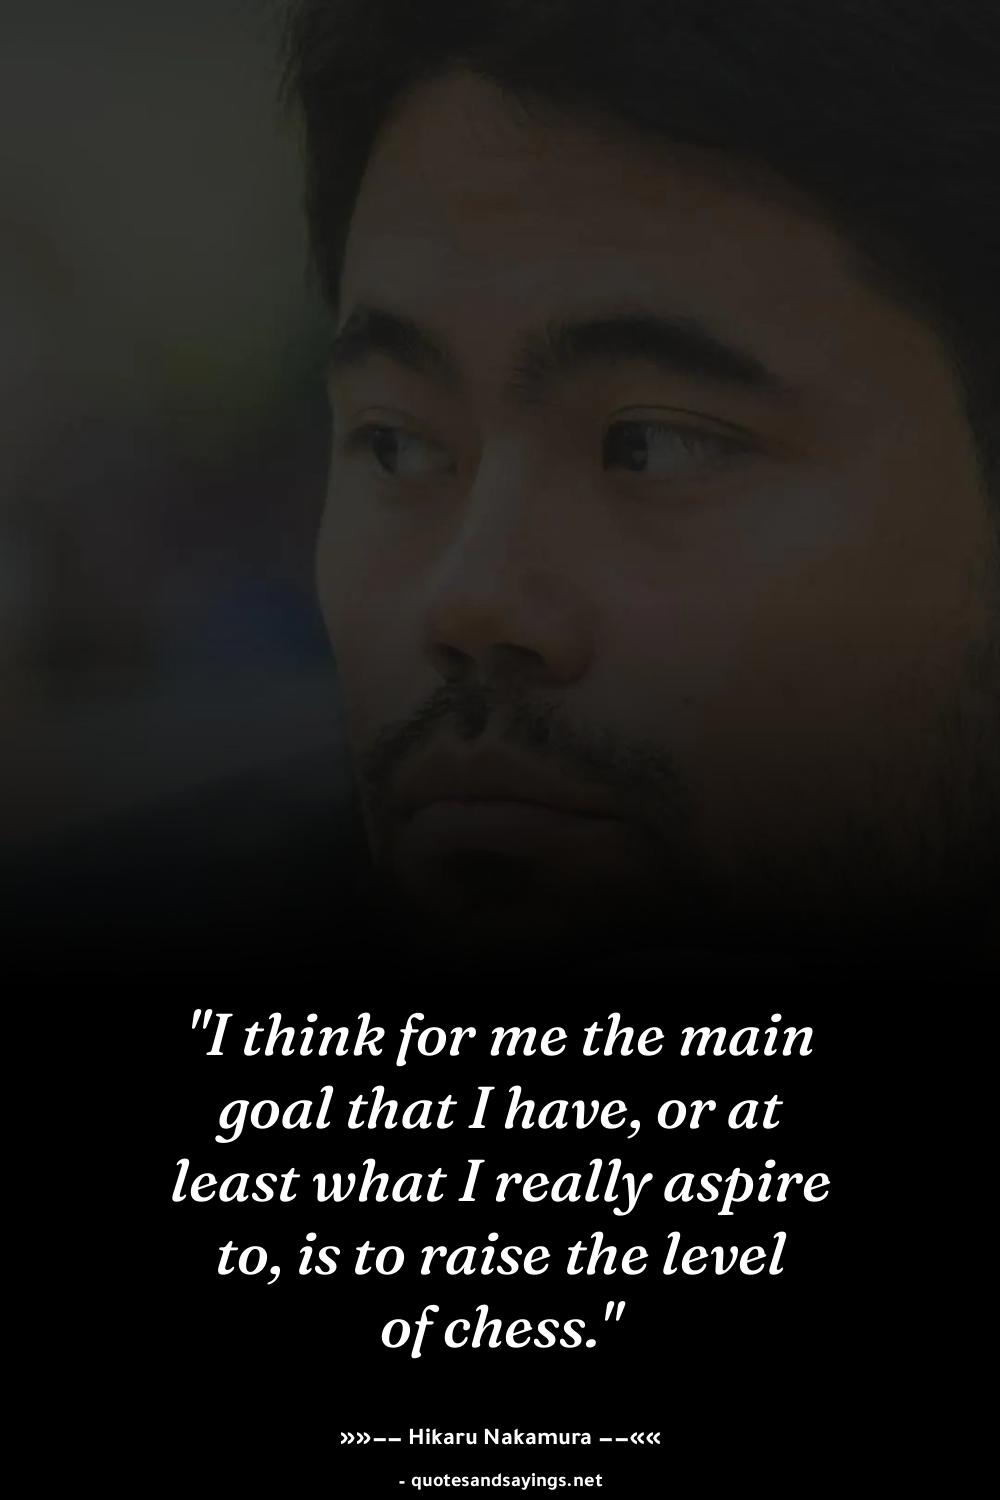 "I think for me the main
goal that I have, or at
least what I really aspire
to, is to raise the level
of chess."
»»−− Hikaru Nakamura −−««
- quotesandsayings.net